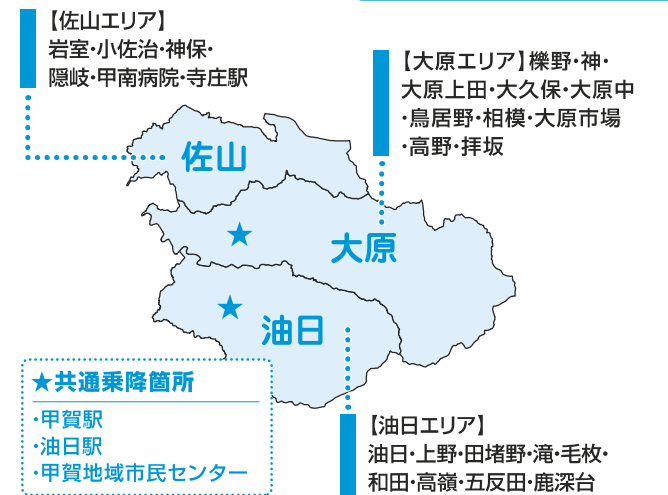 【佐山エリア】
岩室・小佐治・神保・
隠岐・甲南病院・寺庄駅
【大原エリア】櫟野・神・
大原上田・大久保・大原中
・鳥居野・相模・大原市場
・高野・拝坂
佐山
★
大原
★
油日
★共通乗降箇所
・甲賀駅
・油日駅
・甲賀地域市民センター
【油日エリア】
油日・上野・田堵野・滝・毛枚・
和田・高嶺・五反田・鹿深台